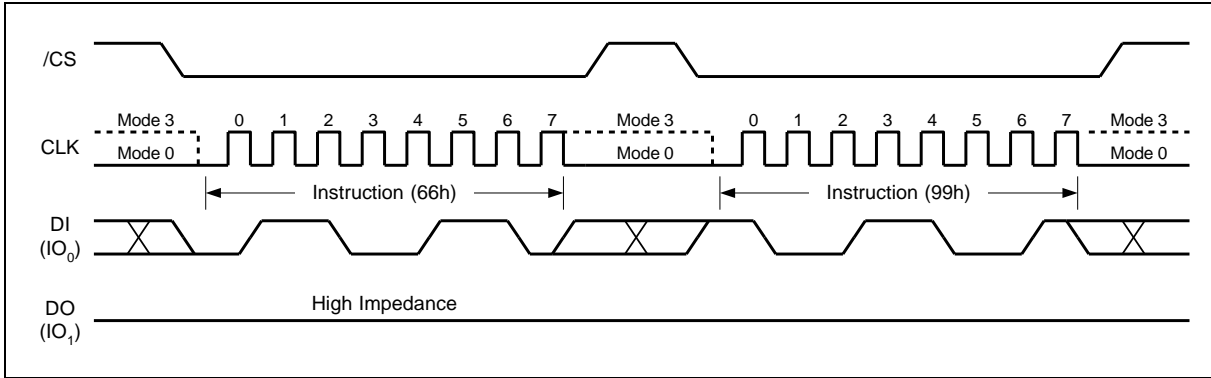 /CS
Mode 3 0 1 2 3 4 5 6 7 Mode 3 0 1 2 3 4 5 6 7 Mode 3
CLK
Mode 0 Mode 0 Mode 0
Instruction (66h) Instruction (99h)
DI
(IO₀)
High Impedance
DO
(IO₁)